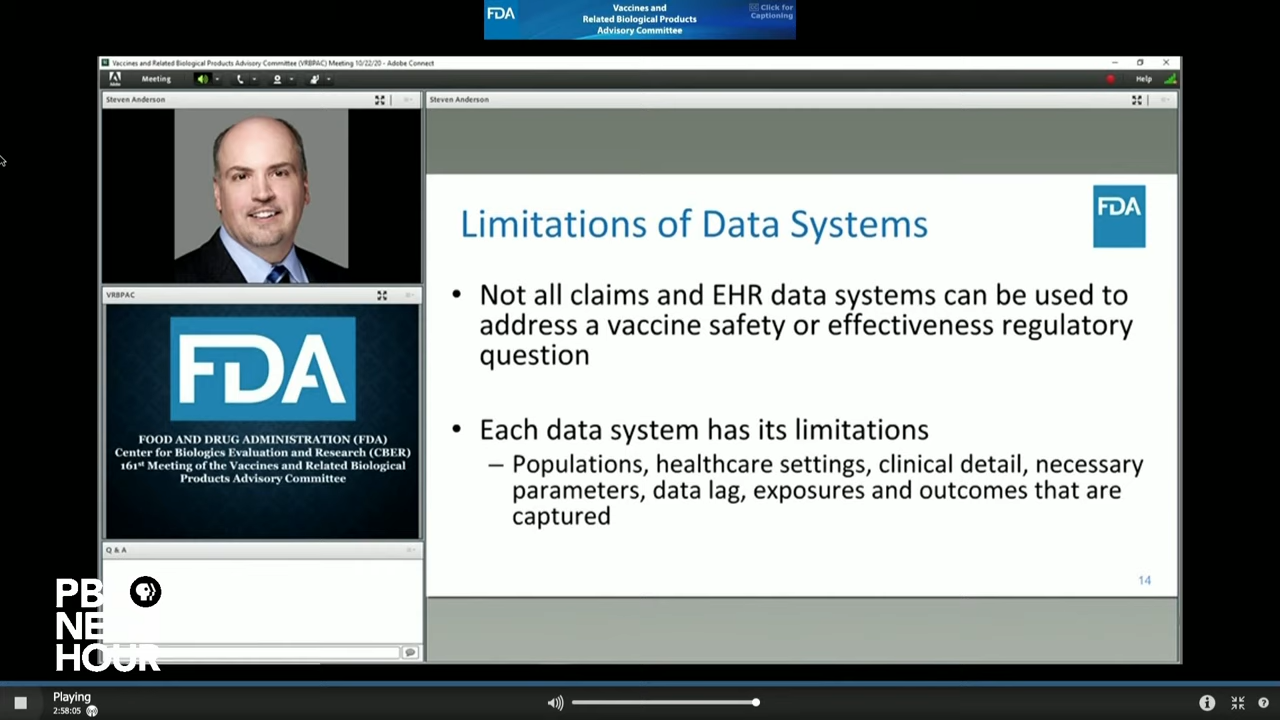 FDA
Vaccines and
Related Biological Products
Advisory Committee
Click for
Captioning
Vaccines and Related Biological Products Advisory Committee (VRBPAC) Meeting 10/22/20 - Adobe Connect
Meeting
Help
Steven Anderson
Steven Anderson
FDA
Limitations of Data Systems
• Not all claims and EHR data systems can be used to
address a vaccine safety or effectiveness regulatory
question
• Each data system has its limitations
– Populations, healthcare settings, clinical detail, necessary
parameters, data lag, exposures and outcomes that are
captured
14
VRBPAC
FDA
FOOD AND DRUG ADMINISTRATION (FDA)
Center for Biologics Evaluation and Research (CBER)
161st Meeting of the Vaccines and Related Biological
Products Advisory Committee
Q & A
PBS
NEWS
HOUR
Playing
2:58:05